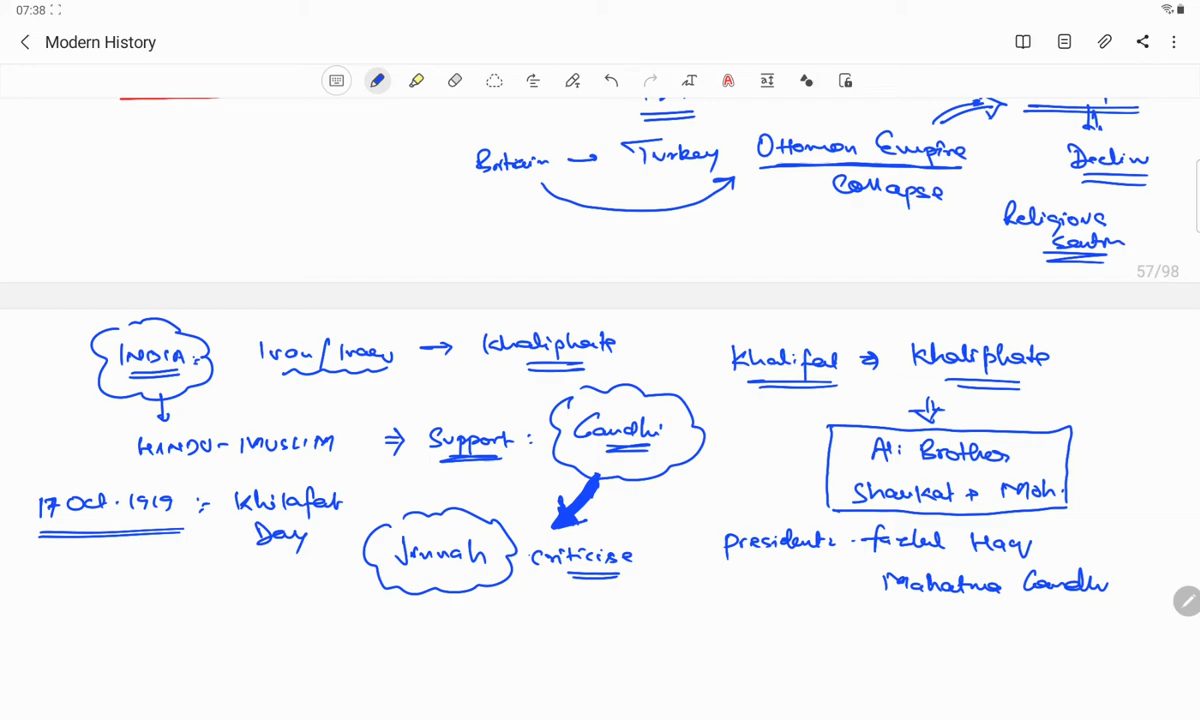 07:38
Modern History
Britain → Turkey Ottoman Empire
Collapse
Declin
Religions
sentm
57/98
INDIA :-
Iron/Iraq → Khaliphate
Khalifat ⇒ Khaliphate
HINDU-MUSLIM ⇒ Support : Gandhi
Ali Brothers
Shaukat + Moh.
17 Oct. 1919 :- Khilafat
Day
Jinnah criticise
President :- fazlul Haq
Mahatma Gandhi